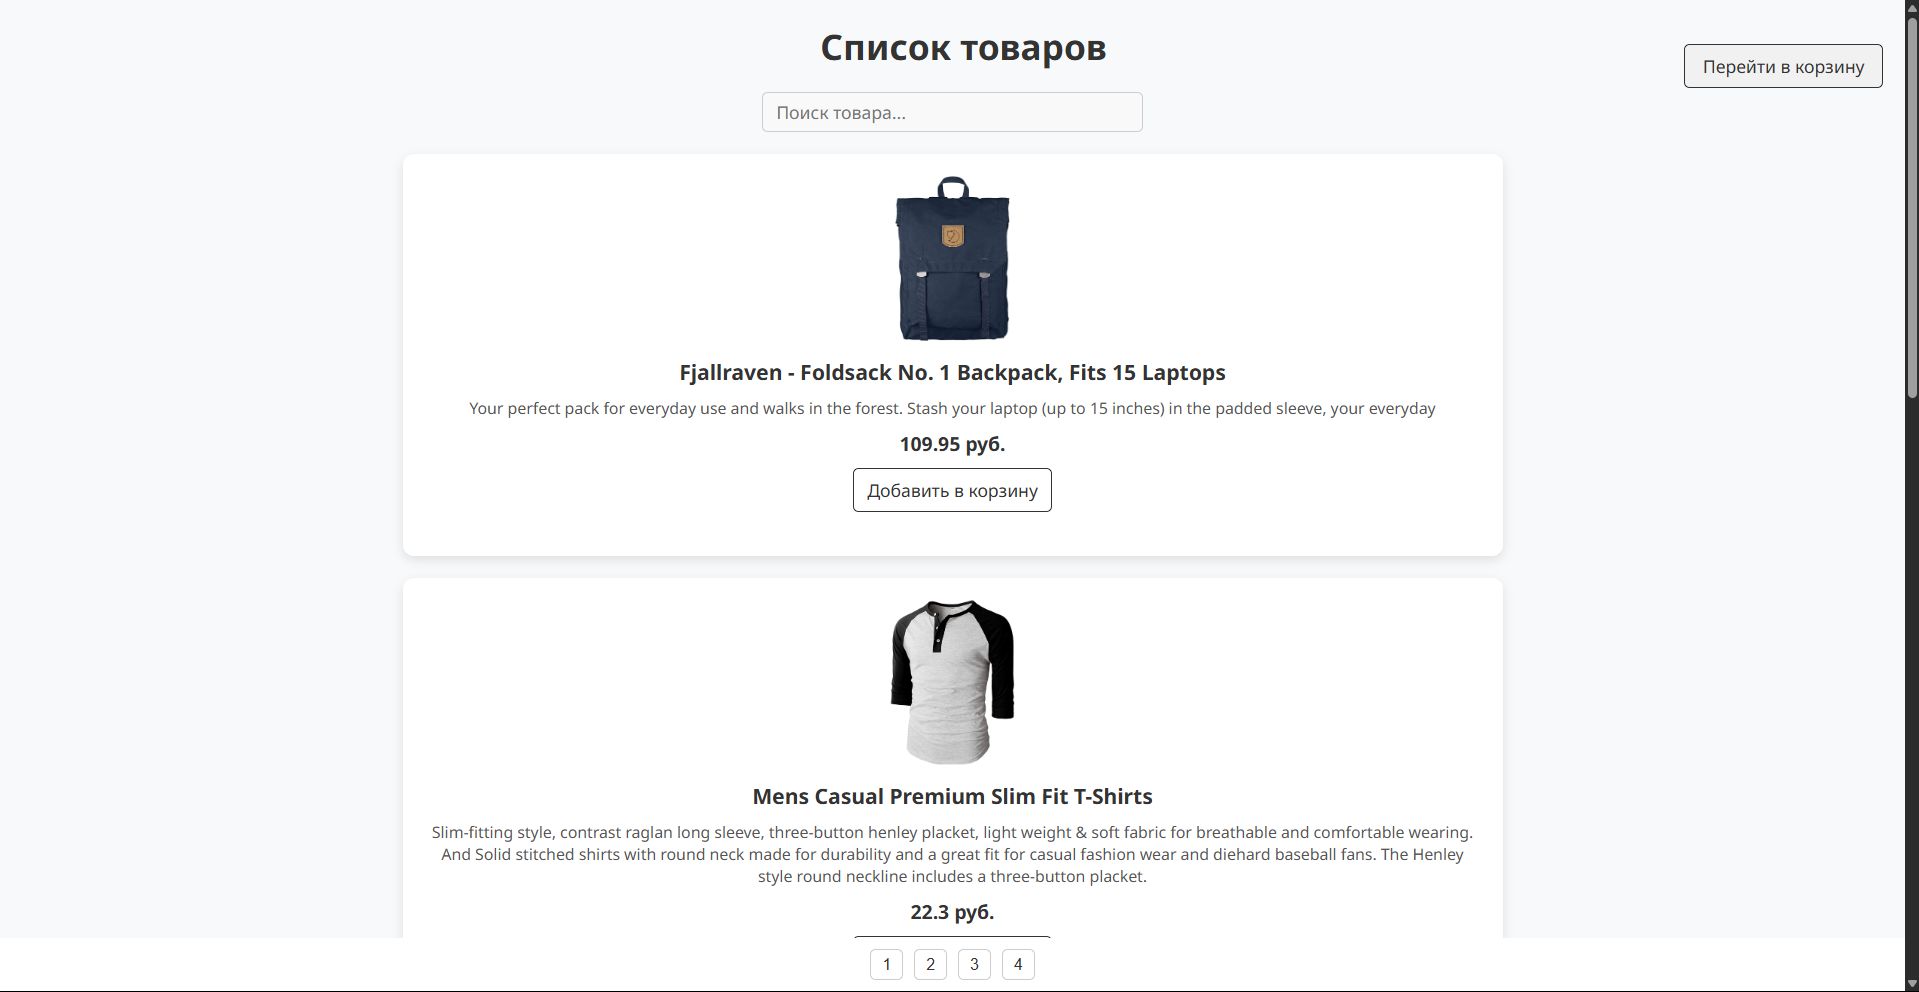 Список товаров
Перейти в корзину
Поиск товара...
Fjallraven - Foldsack No. 1 Backpack, Fits 15 Laptops
Your perfect pack for everyday use and walks in the forest. Stash your laptop (up to 15 inches) in the padded sleeve, your everyday
109.95 руб.
Добавить в корзину
Mens Casual Premium Slim Fit T-Shirts
Slim-fitting style, contrast raglan long sleeve, three-button henley placket, light weight & soft fabric for breathable and comfortable wearing.
And Solid stitched shirts with round neck made for durability and a great fit for casual fashion wear and diehard baseball fans. The Henley
style round neckline includes a three-button placket.
22.3 руб.
1 2 3 4